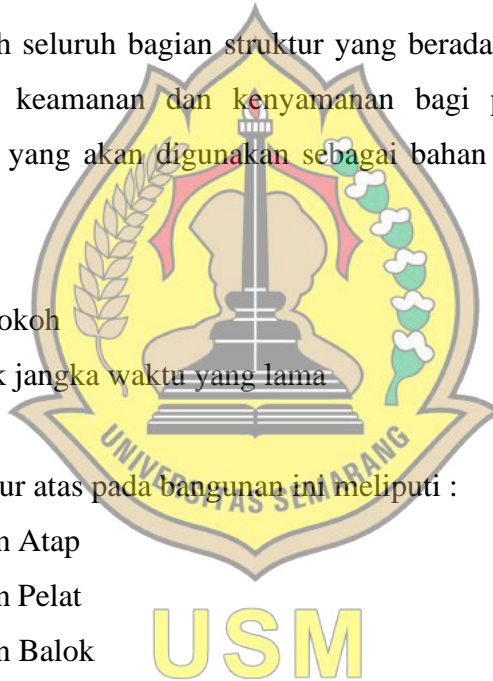 h seluruh bagian struktur yang berada
keamanan dan kenyamanan bagi p
yang akan digunakan sebagai bahan
okoh
k jangka waktu yang lama
UNIVERSITAS SEMARANG
ur atas pada bangunan ini meliputi :
n Atap
n Pelat
n Balok
USM